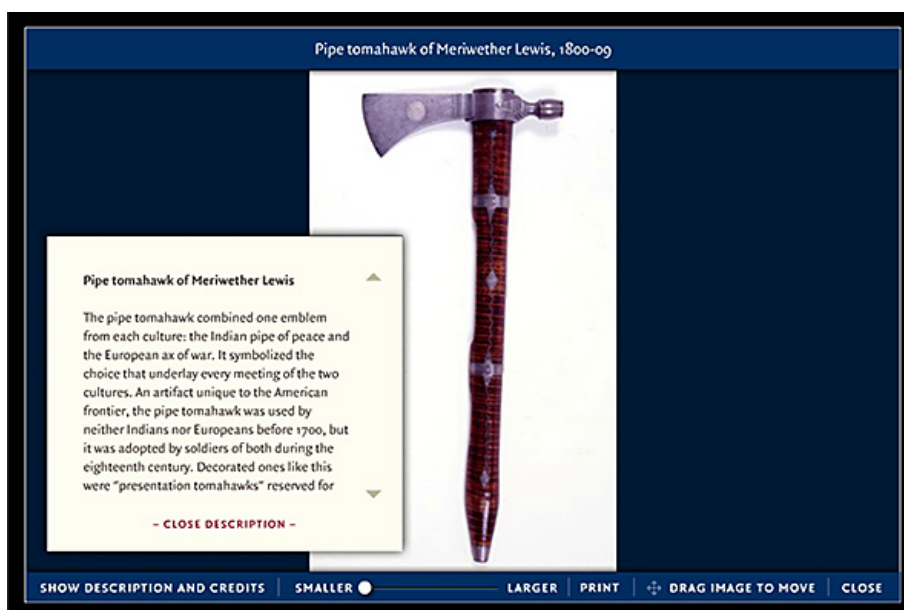 Pipe tomahawk of Meriwether Lewis, 1800-09
Pipe tomahawk of Meriwether Lewis
The pipe tomahawk combined one emblem
from each culture: the Indian pipe of peace and
the European ax of war. It symbolized the
choice that underlay every meeting of the two
cultures. An artifact unique to the American
frontier, the pipe tomahawk was used by
neither Indians nor Europeans before 1700, but
it was adopted by soldiers of both during the
eighteenth century. Decorated ones like this
were "presentation tomahawks" reserved for
– CLOSE DESCRIPTION –
SHOW DESCRIPTION AND CREDITS SMALLER LARGER PRINT DRAG IMAGE TO MOVE CLOSE